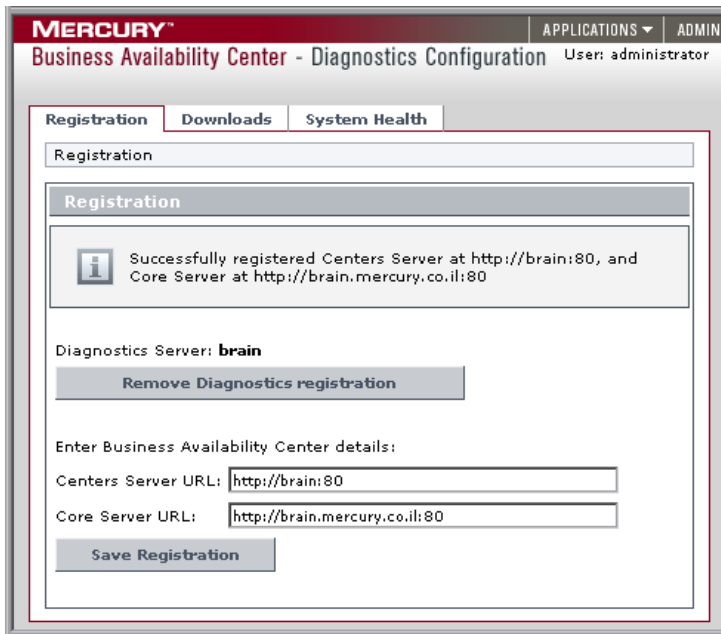 MERCURY™
APPLICATIONS ADMIN
Business Availability Center - Diagnostics Configuration User: administrator
Registration Downloads System Health
Registration
Registration
Successfully registered Centers Server at http://brain:80, and
Core Server at http://brain.mercury.co.il:80
Diagnostics Server: brain
Remove Diagnostics registration
Enter Business Availability Center details:
Centers Server URL: http://brain:80
Core Server URL: http://brain.mercury.co.il:80
Save Registration